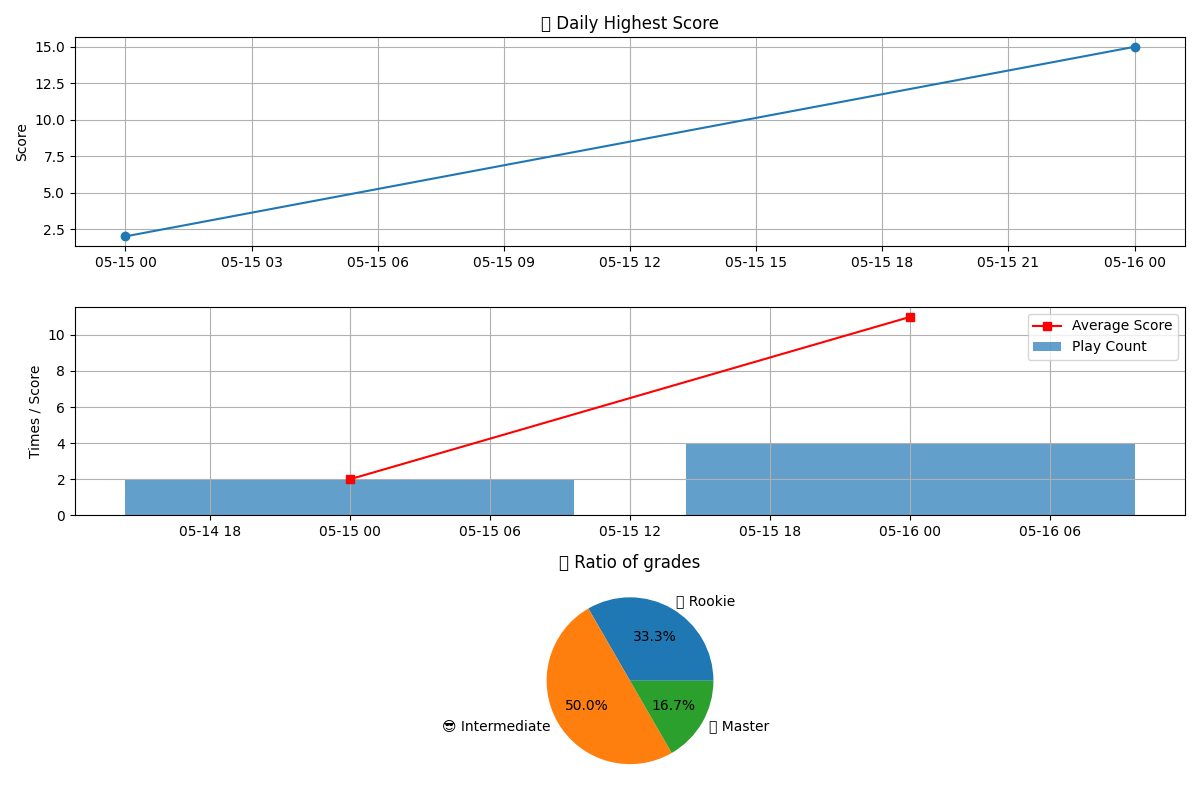 Daily Highest Score
Score
15.0
12.5
10.0
7.5
5.0
2.5
05-15 00 05-15 03 05-15 06 05-15 09 05-15 12 05-15 15 05-15 18 05-15 21 05-16 00
Times / Score
10
8
6
4
2
0
Average Score
Play Count
05-14 18 05-15 00 05-15 06 05-15 12 05-15 18 05-16 00 05-16 06
Ratio of grades
Rookie
33.3%
50.0%
16.7%
😎 Intermediate
Master